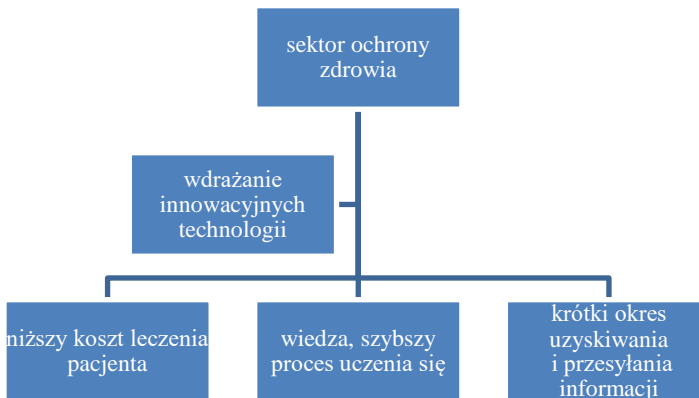 sektor ochrony
zdrowia
wdrażanie
innowacyjnych
technologii
niższy koszt leczenia
pacjenta
wiedza, szybszy
proces uczenia się
krótki okres
uzyskiwania
i przesyłania
informacji